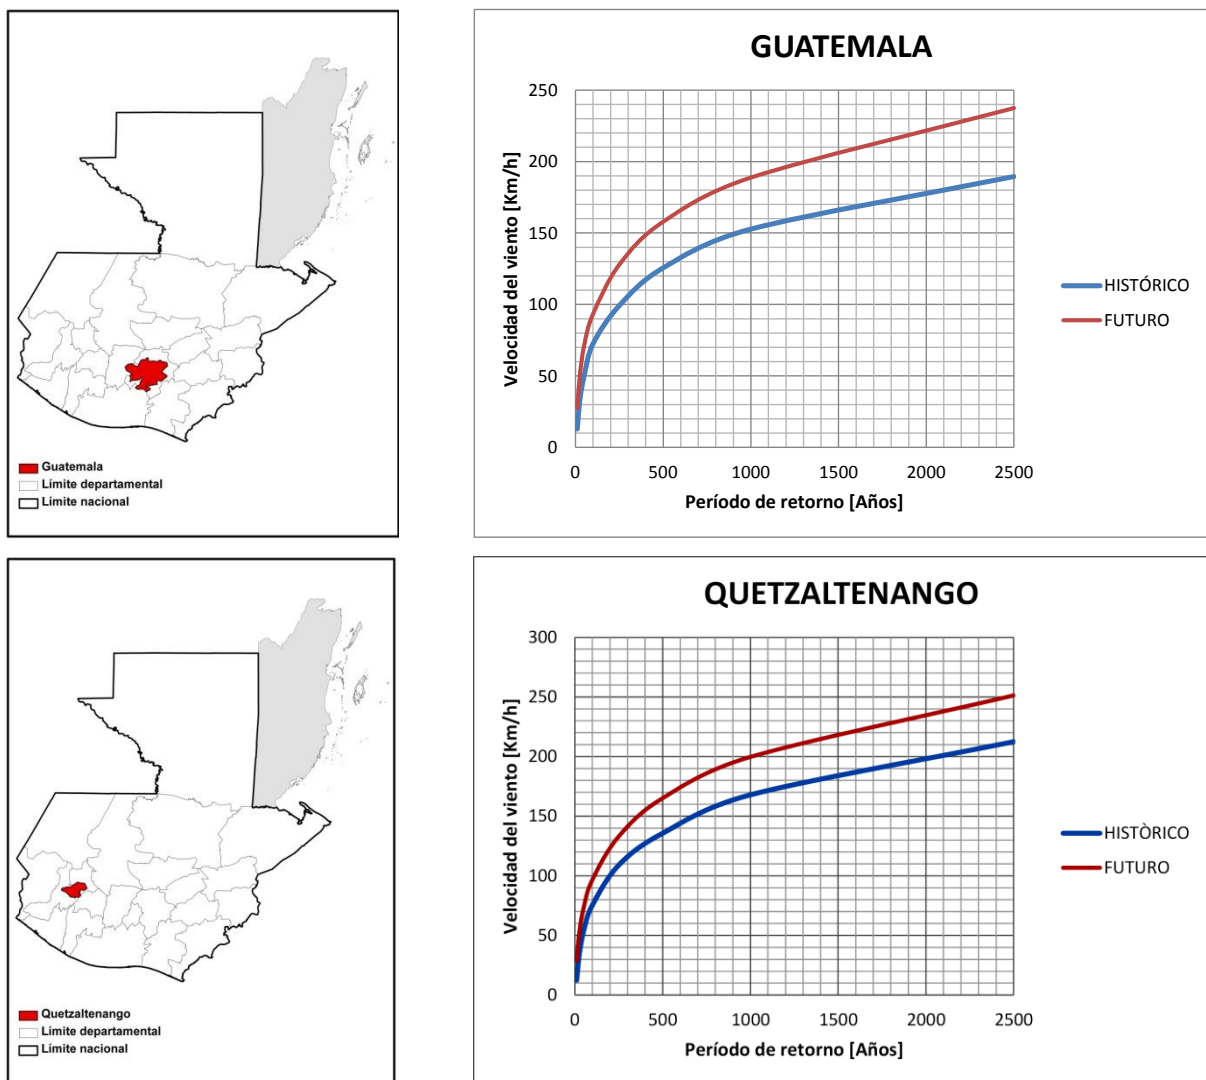 Guatemala
Límite departamental
Límite nacional
GUATEMALA
250
200
150
100
50
0
0 500 1000 1500 2000 2500
Velocidad del viento [Km/h]
Período de retorno [Años]
HISTÓRICO
FUTURO
Quetzaltenango
Límite departamental
Límite nacional
QUETZALTENANGO
300
250
200
150
100
50
0
0 500 1000 1500 2000 2500
Velocidad del viento [Km/h]
Período de retorno [Años]
HISTÒRICO
FUTURO